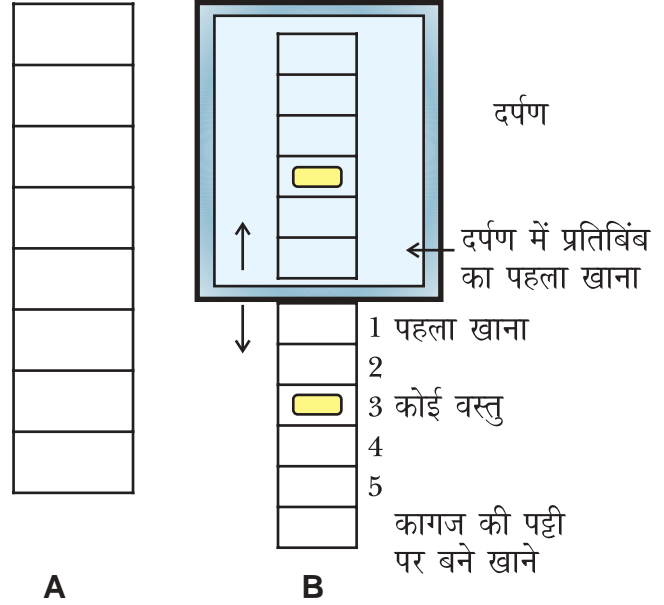 दर्पण
दर्पण में प्रतिबिंब
का पहला खाना
1 पहला खाना
2
3 कोई वस्तु
4
5
कागज की पट्टी
पर बने खाने
A B